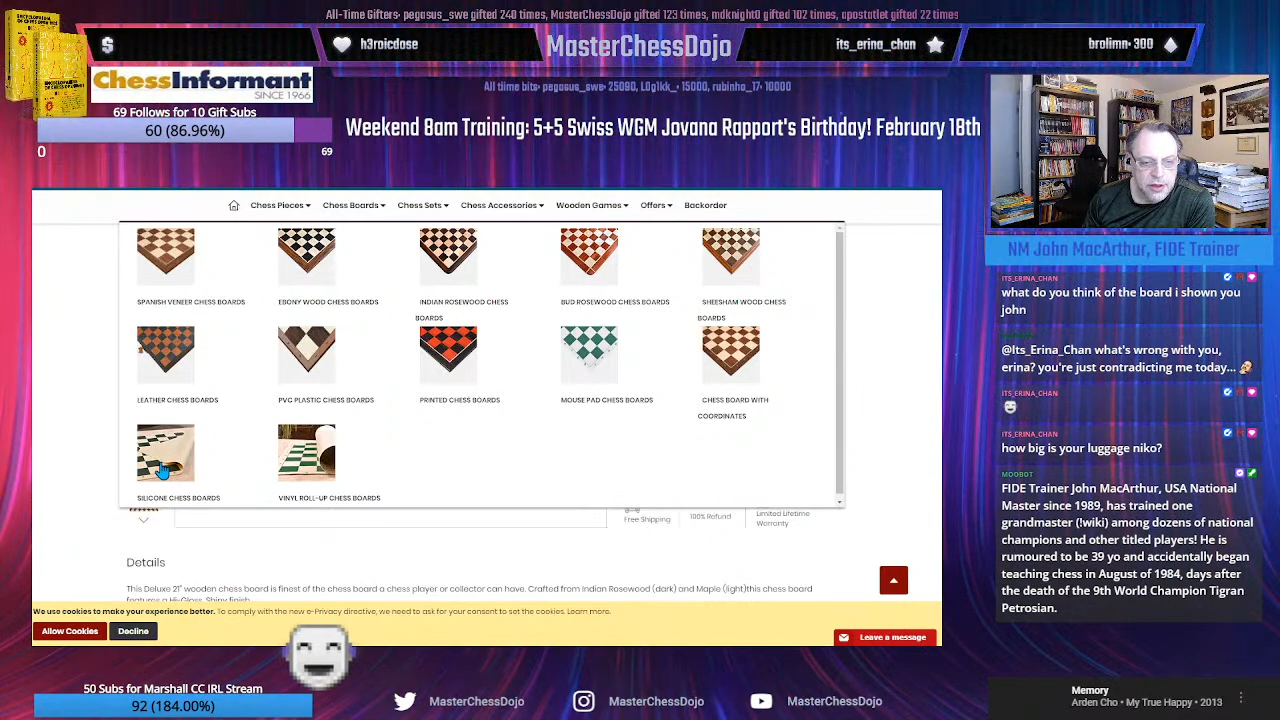 All-Time Gifters• pegasus_swe gifted 240 times, MasterChessDojo gifted 123 times, mrknight0 gifted 102 times, apostatlet gifted 22 times
$
h3roicdose
MasterChessDojo
its_erina_chan
brolimn• 300
ChessInformant
SINCE 1966
All time bits• pegasus_swe• 25090, L0g1kk_• 15000, rubinho_17• 10000
69 Follows for 10 Gift Subs
60 (86.96%)
0
69
Weekend 8am Training: 5+5 Swiss WGM Jovana Rapport's Birthday! February 18th
Chess Pieces
Chess Boards
Chess Sets
Chess Accessories
Wooden Games
Offers
Backorder
SPANISH VENEER CHESS BOARDS
EBONY WOOD CHESS BOARDS
INDIAN ROSEWOOD CHESS BOARDS
BUD ROSEWOOD CHESS BOARDS
SHEESHAM WOOD CHESS BOARDS
LEATHER CHESS BOARDS
PVC PLASTIC CHESS BOARDS
PRINTED CHESS BOARDS
MOUSE PAD CHESS BOARDS
CHESS BOARD WITH COORDINATES
SILICONE CHESS BOARDS
VINYL ROLL-UP CHESS BOARDS
Free Shipping
100% Refund
Limited Lifetime
Warranty
Details
This Deluxe 21" wooden chess board is finest of the chess board a chess player or collector can have. Crafted from Indian Rosewood (dark) and Maple (light)this chess board
features a Hi-Gloss, Shiny finish.
We use cookies to make your experience better. To comply with the new e-Privacy directive, we need to ask for your consent to set the cookies. Learn more.
Allow Cookies
Decline
Leave a message
NM John MacArthur, FIDE Trainer
ITS_ERINA_CHAN
what do you think of the board i shown you
john
@Its_Erina_Chan what's wrong with you,
erina? you're just contradicting me today...
ITS_ERINA_CHAN
ITS_ERINA_CHAN
how big is your luggage niko?
MOOBOT
FIDE Trainer John MacArthur, USA National
Master since 1989, has trained one
grandmaster (lwin) among dozens of national
champions and other titled players! He is
rumoured to be 39 yo and accidentally began
teaching chess in August of 1984, days after
the death of the 9th World Champion Tigran
Petrosian.
50 Subs for Marshall CC IRL Stream
92 (184.00%)
MasterChessDojo
MasterChessDojo
MasterChessDojo
Memory
Arden Cho • My True Happy • 2013